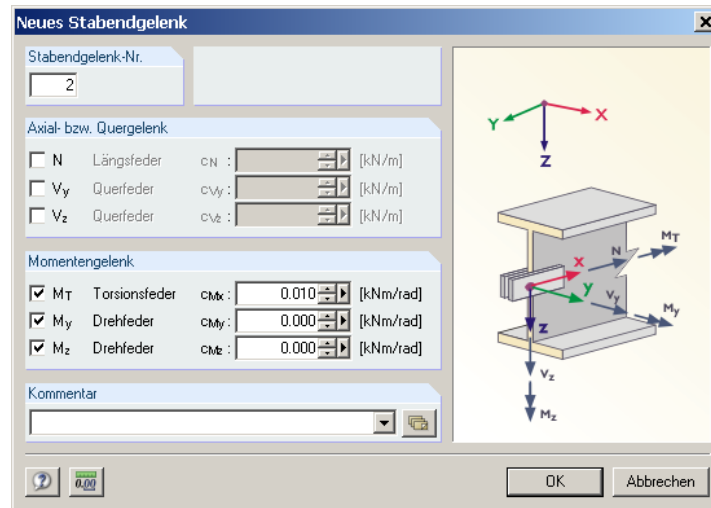 Neues Stabendgelenk
Stabendgelenk-Nr.
2
Axial- bzw. Quergelenk
N Längsfeder cN : [kN/m]
Vy Querfeder cVy : [kN/m]
Vz Querfeder cVz : [kN/m]
Momentengelenk
MT Torsionsfeder cMx : 0.010 [kNm/rad]
My Drehfeder cMy : 0.000 [kNm/rad]
Mz Drehfeder cMz : 0.000 [kNm/rad]
Kommentar
0.00
OK Abbrechen
Y X
Z
MT
N
x
y
Vy
My
z
Vz
Mz